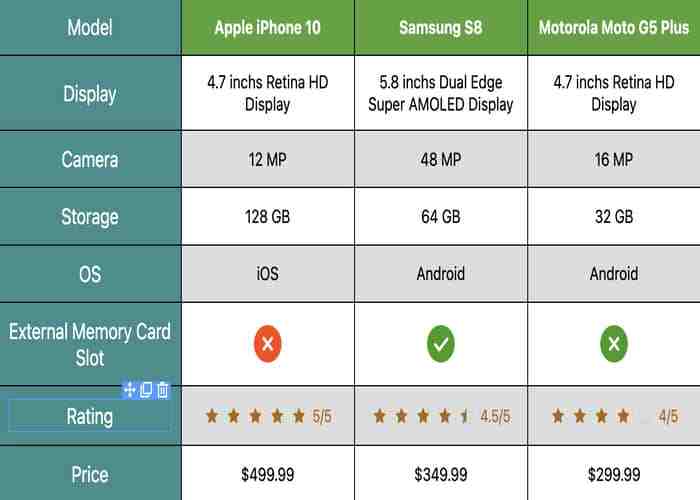 Model Apple iPhone 10 Samsung S8 Motorola Moto G5 Plus
Display 4.7 inchs Retina HD Display 5.8 inchs Dual Edge Super AMOLED Display 4.7 inchs Retina HD Display
Camera 12 MP 48 MP 16 MP
Storage 128 GB 64 GB 32 GB
OS iOS Android Android
External Memory Card Slot
Rating 5/5 4.5/5 4/5
Price $499.99 $349.99 $299.99